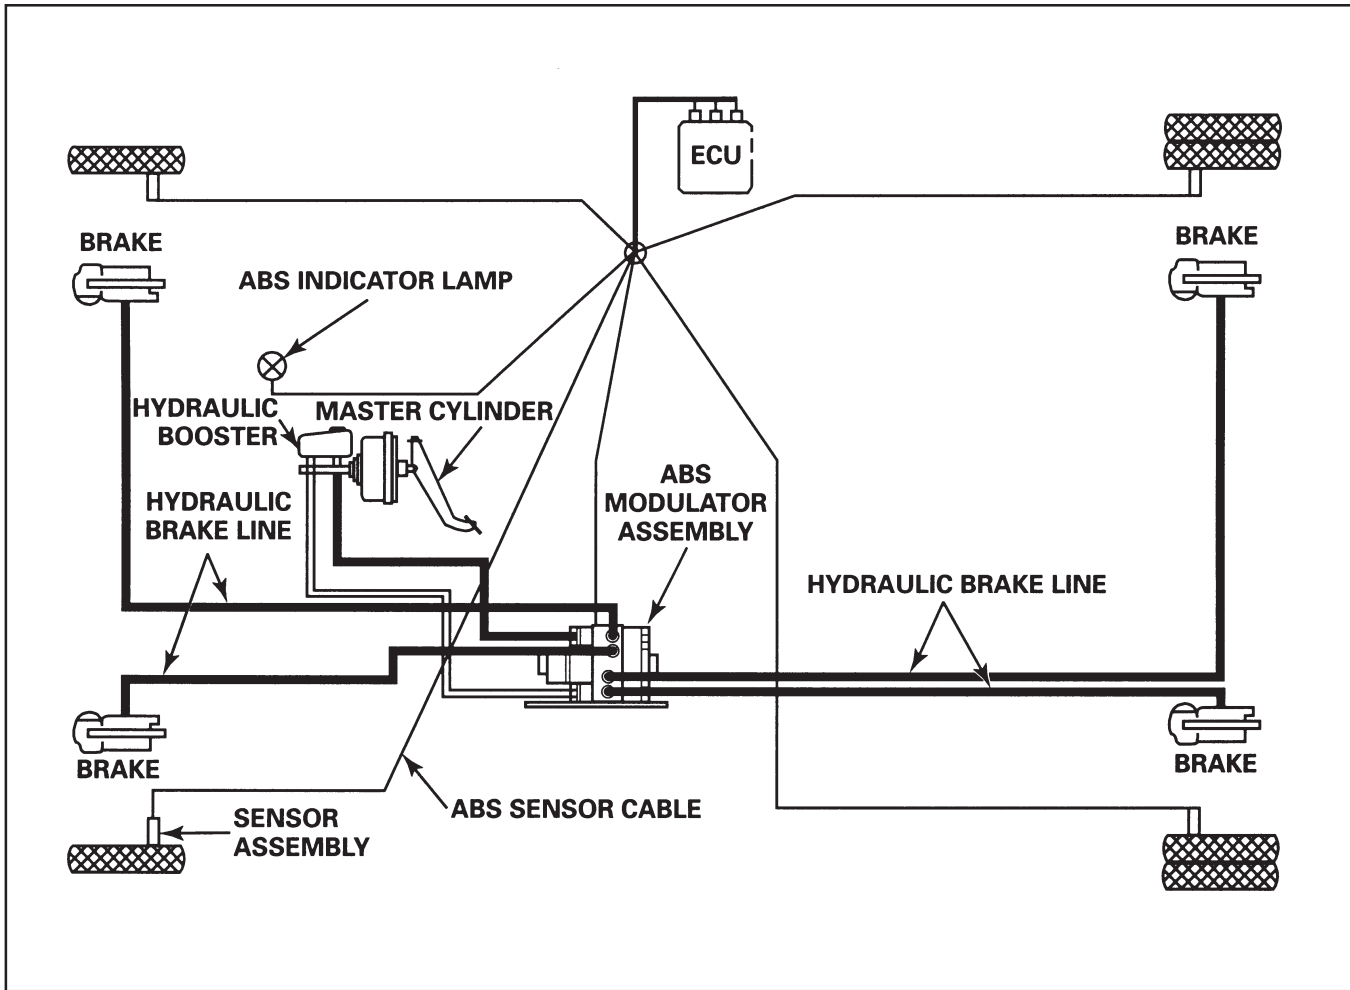 ECU
BRAKE
BRAKE
ABS INDICATOR LAMP
HYDRAULIC
BOOSTER
MASTER CYLINDER
ABS
MODULATOR
ASSEMBLY
HYDRAULIC
BRAKE LINE
HYDRAULIC BRAKE LINE
BRAKE
BRAKE
ABS SENSOR CABLE
SENSOR
ASSEMBLY